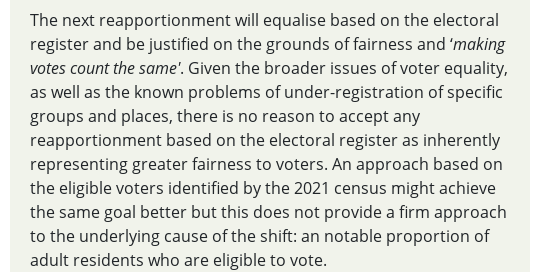 The next reapportionment will equalise based on the electoral
register and be justified on the grounds of fairness and ‘making
votes count the same'. Given the broader issues of voter equality,
as well as the known problems of under-registration of specific
groups and places, there is no reason to accept any
reapportionment based on the electoral register as inherently
representing greater fairness to voters. An approach based on
the eligible voters identified by the 2021 census might achieve
the same goal better but this does not provide a firm approach
to the underlying cause of the shift: an notable proportion of
adult residents who are eligible to vote.